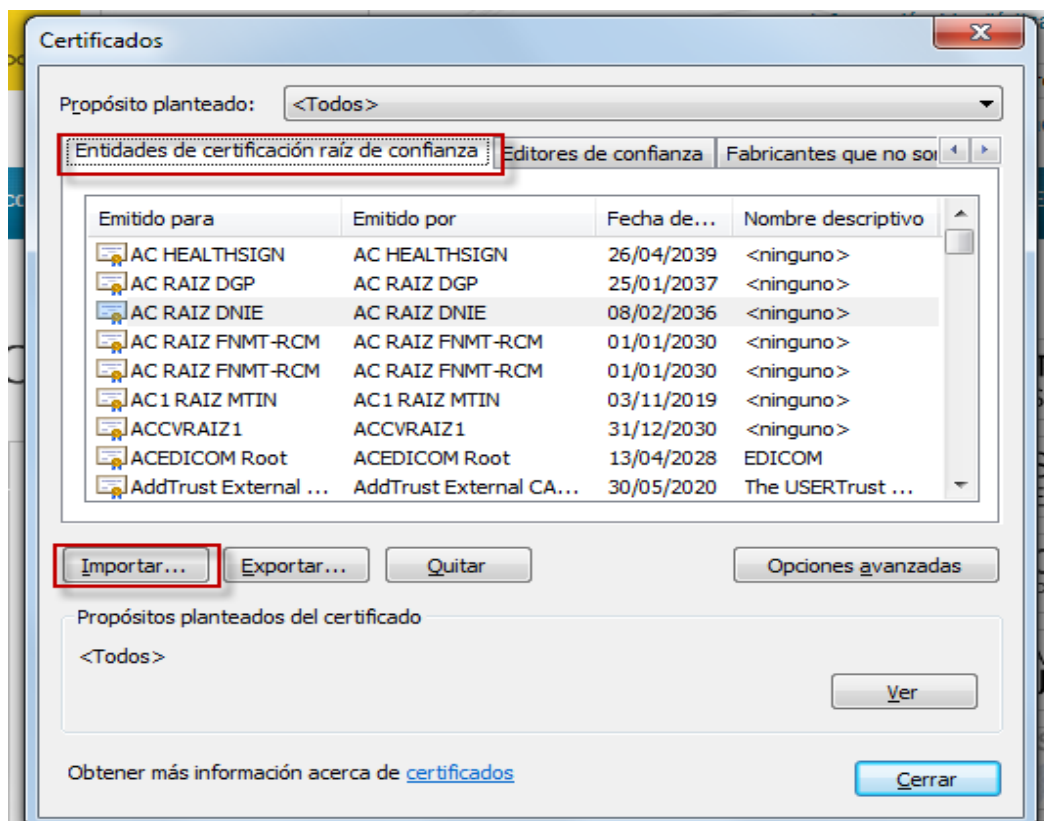 Certificados
Propósito planteado: <Todos>
Entidades de certificación raíz de confianza Editores de confianza Fabricantes que no so
Emitido para Emitido por Fecha de... Nombre descriptivo
AC HEALTHSIGN AC HEALTHSIGN 26/04/2039 <ninguno>
AC RAIZ DGP AC RAIZ DGP 25/01/2037 <ninguno>
AC RAIZ DNIE AC RAIZ DNIE 08/02/2036 <ninguno>
AC RAIZ FNMT-RCM AC RAIZ FNMT-RCM 01/01/2030 <ninguno>
AC RAIZ FNMT-RCM AC RAIZ FNMT-RCM 01/01/2030 <ninguno>
AC1 RAIZ MTIN AC1 RAIZ MTIN 03/11/2019 <ninguno>
ACCVRAIZ1 ACCVRAIZ1 31/12/2030 <ninguno>
ACEDICOM Root ACEDICOM Root 13/04/2028 EDICOM
AddTrust External ... AddTrust External CA... 30/05/2020 The USERTrust ...
Importar... Exportar... Quitar Opciones avanzadas
Propósitos planteados del certificado
<Todos>
Ver
Obtener más información acerca de certificados
Cerrar